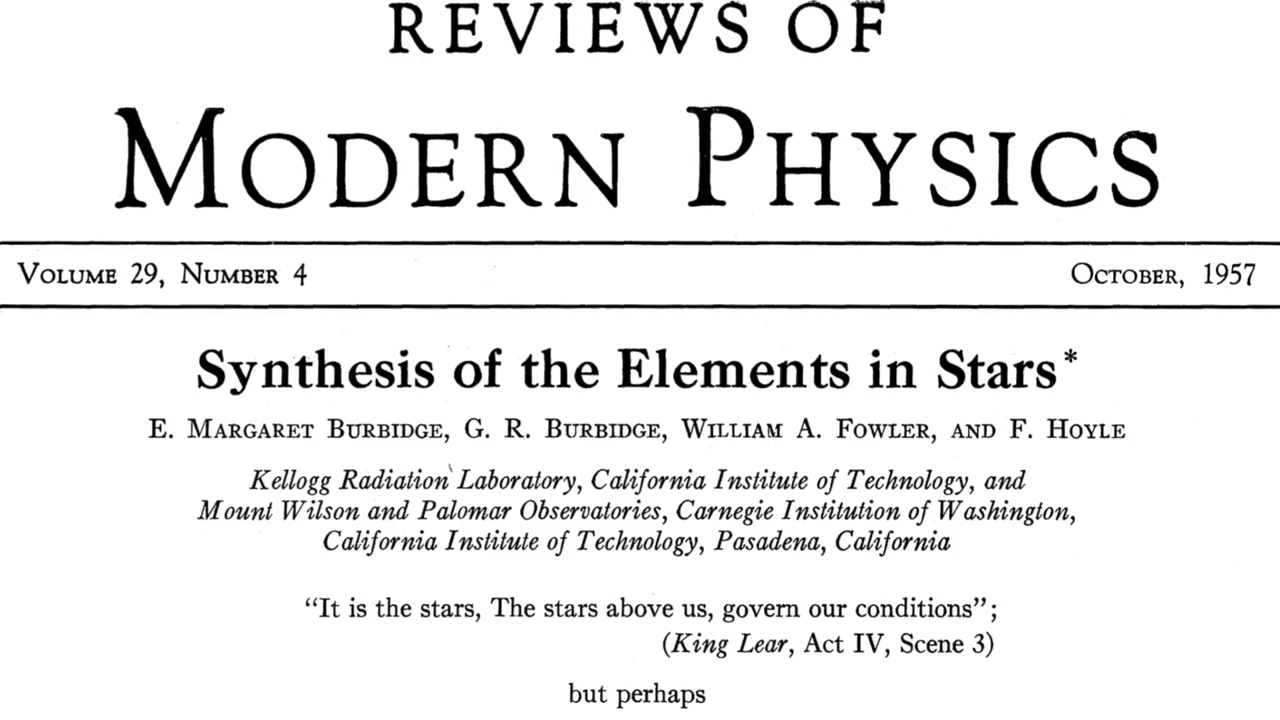 REVIEWS OF
MODERN PHYSICS
VOLUME 29, NUMBER 4
OCTOBER, 1957
Synthesis of the Elements in Stars*
E. MARGARET BURBIDGE, G. R. BURBIDGE, WILLIAM A. FOWLER, AND F. HOYLE
Kellogg Radiation Laboratory, California Institute of Technology, and
Mount Wilson and Palomar Observatories, Carnegie Institution of Washington,
California Institute of Technology, Pasadena, California
“It is the stars, The stars above us, govern our conditions”;
(King Lear, Act IV, Scene 3)
but perhaps